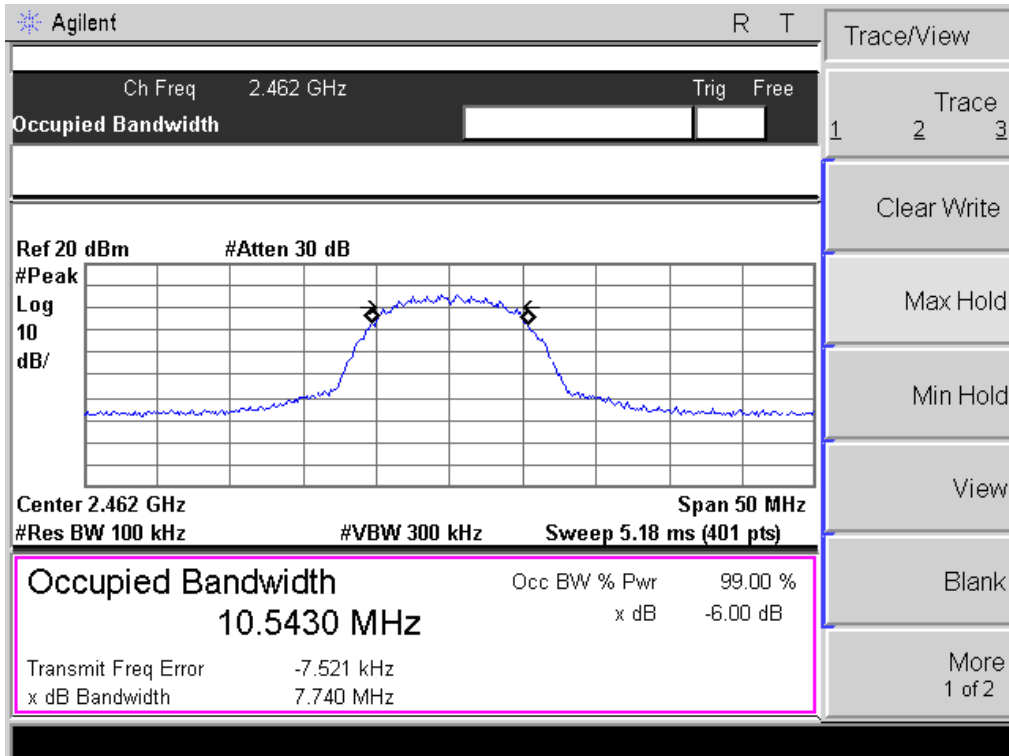 Agilent R T
Ch Freq 2.462 GHz Trig Free
Occupied Bandwidth
Ref 20 dBm #Atten 30 dB
#Peak
Log
10
dB/
Center 2.462 GHz Span 50 MHz
#Res BW 100 kHz #VBW 300 kHz Sweep 5.18 ms (401 pts)
Occupied Bandwidth
10.5430 MHz
Occ BW % Pwr 99.00 %
x dB -6.00 dB
Transmit Freq Error -7.521 kHz
x dB Bandwidth 7.740 MHz
Trace/View
Trace
1 2 3
Clear Write
Max Hold
Min Hold
View
Blank
More
1 of 2